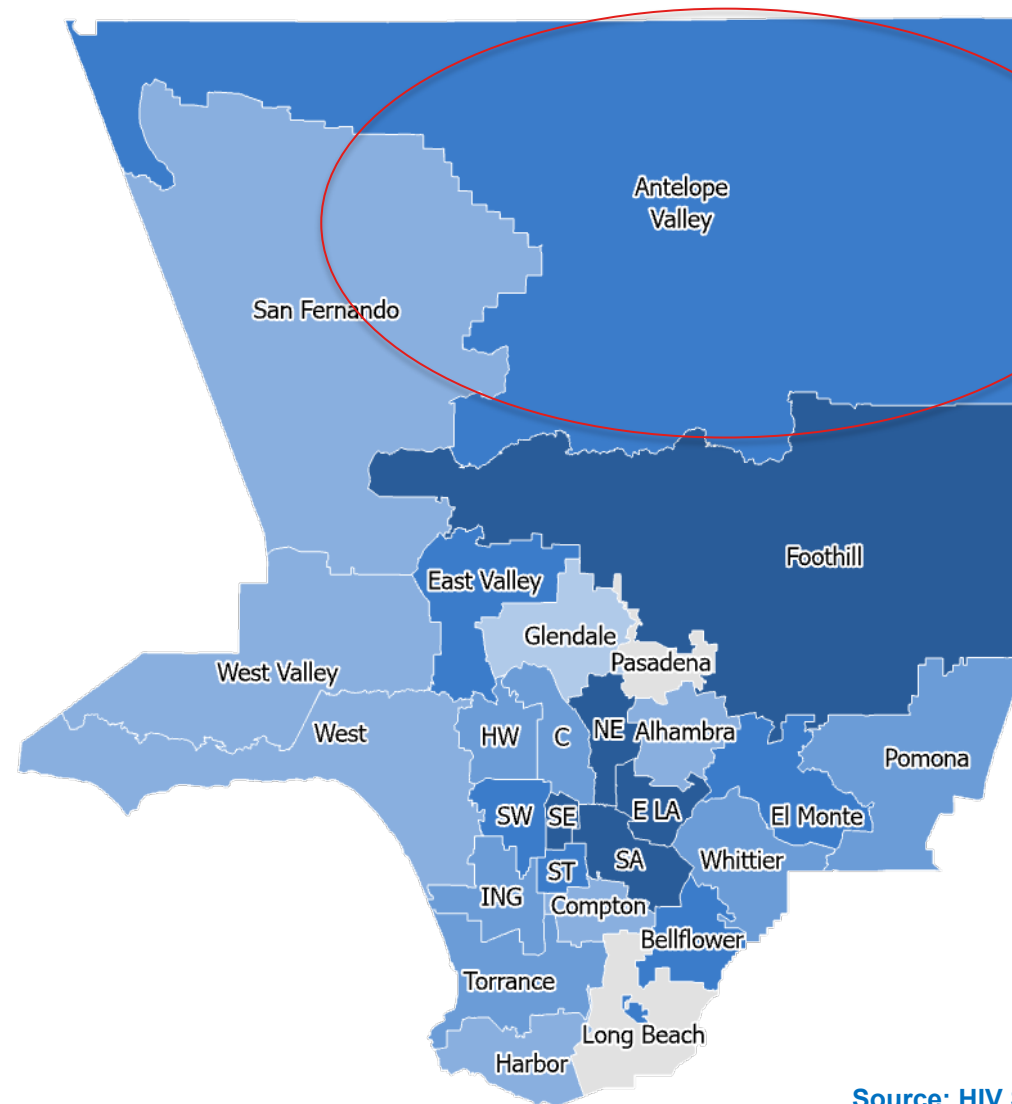 Antelope
Valley
San Fernando
Foothill
East Valley
Glendale
Pasadena
West Valley
West
HW
C
NE
Alhambra
Pomona
SW
SE
E LA
El Monte
ST
SA
Whittier
ING
Compton
Bellflower
Torrance
Long Beach
Harbor
Source: HIV